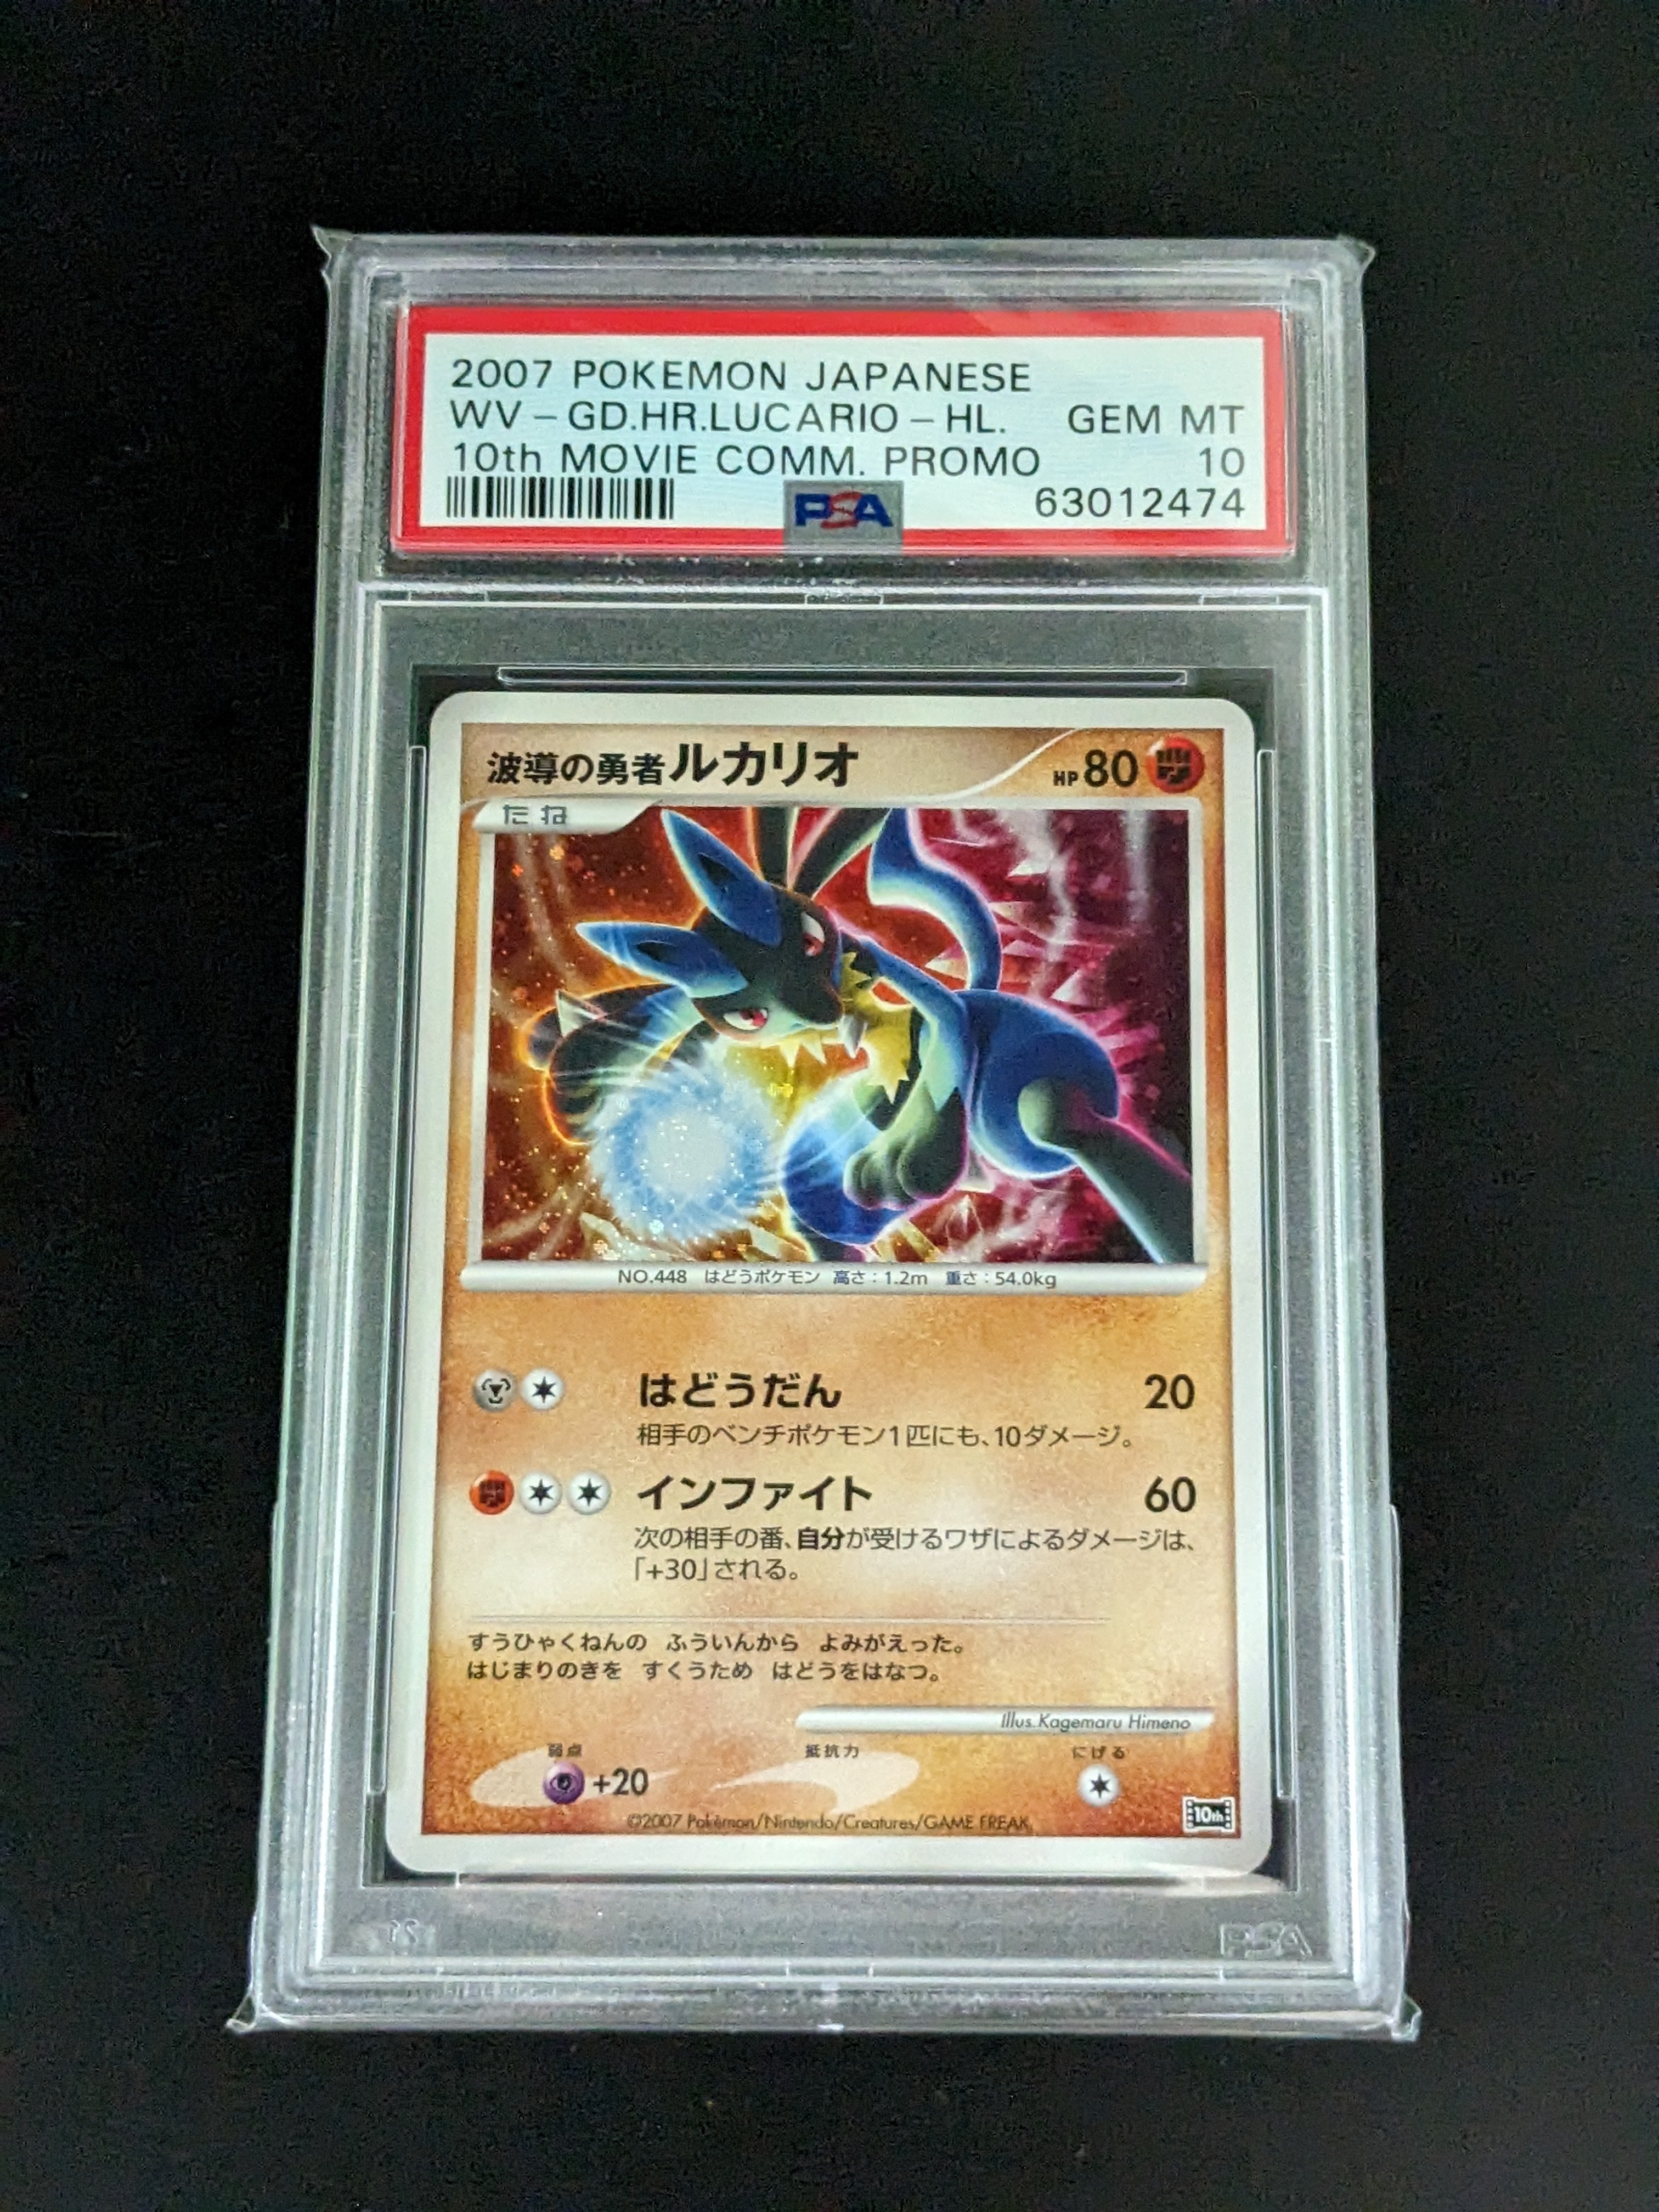 2007 POKEMON JAPANESE
WV – GD.HR.LUCARIO – HL. GEM MT
10th MOVIE COMM. PROMO 10
PSA 63012474
波導の勇者ルカリオ HP80
たね
NO.448 はどうポケモン 高さ:1.2m 重さ:54.0kg
はどうだん 20
相手のベンチポケモン1匹にも、10ダメージ。
インファイト 60
次の相手の番、自分が受けるワザによるダメージは、
「+30」される。
すうひゃくねんの ふういんから よみがえった。
はじまりのきを すくうため はどうをはなつ。
Illus. Kagemaru Himeno
弱点 抵抗力 にげる
+20
©2007 Pokémon/Nintendo/Creatures/GAME FREAK.
10th
PSA